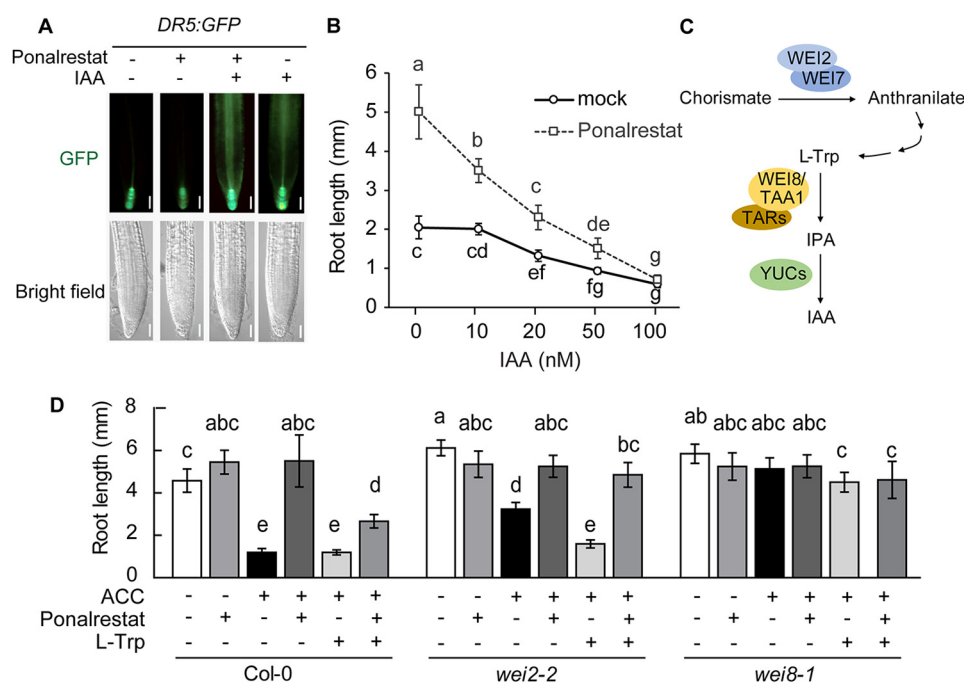 A
DR5:GFP
Ponalrestat - + + -
IAA - - + +
GFP
Bright field
B
Root length (mm)
6
5
4
3
2
1
0
a
b
c
de
g
c
cd
ef
fg
g
mock
Ponalrestat
0 10 20 50 100
IAA (nM)
C
WEI2
WEI7
Chorismate
Anthranilate
L-Trp
WEI8/
TAA1
TARs
IPA
YUCs
IAA
D
Root length (mm)
8
6
4
2
0
c abc e abc e d
a abc d abc e bc
ab abc abc abc c c
ACC - - + + + + - - + + + + - - + + + +
Ponalrestat - + - + - + - + - + - + - + - + - +
L-Trp - - - - + + - - - - + + - - - - + +
Col-0 wei2-2 wei8-1